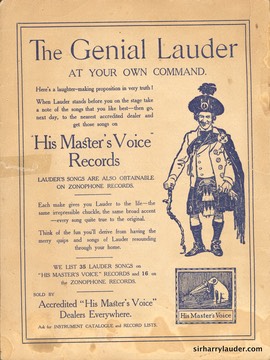 The Genial Lauder
AT YOUR OWN COMMAND.
Here's a laughter-making proposition in very truth!
When Lauder stands before you on the stage take
a note of the songs that you like best—then go,
next day, to the nearest accredited dealer and
get those songs on
"His Master's Voice"
Records
LAUDER'S SONGS ARE ALSO OBTAINABLE
ON ZONOPHONE RECORDS.
Each make gives you Lauder to the life—the
same irrepressible chuckle, the same broad accent
—every song quite true to the original.
Think of the fun you'll derive from having the
merry quips and songs of Lauder resounding
through your home.
WE LIST 35 LAUDER SONGS on
"HIS MASTER'S VOICE" RECORDS and 16 on
the ZONOPHONE RECORDS.
SOLD BY
Accredited "His Master's Voice"
Dealers Everywhere.
Ask for INSTRUMENT CATALOGUE and RECORD LISTS.
His Master's Voice
sirharrylauder.com